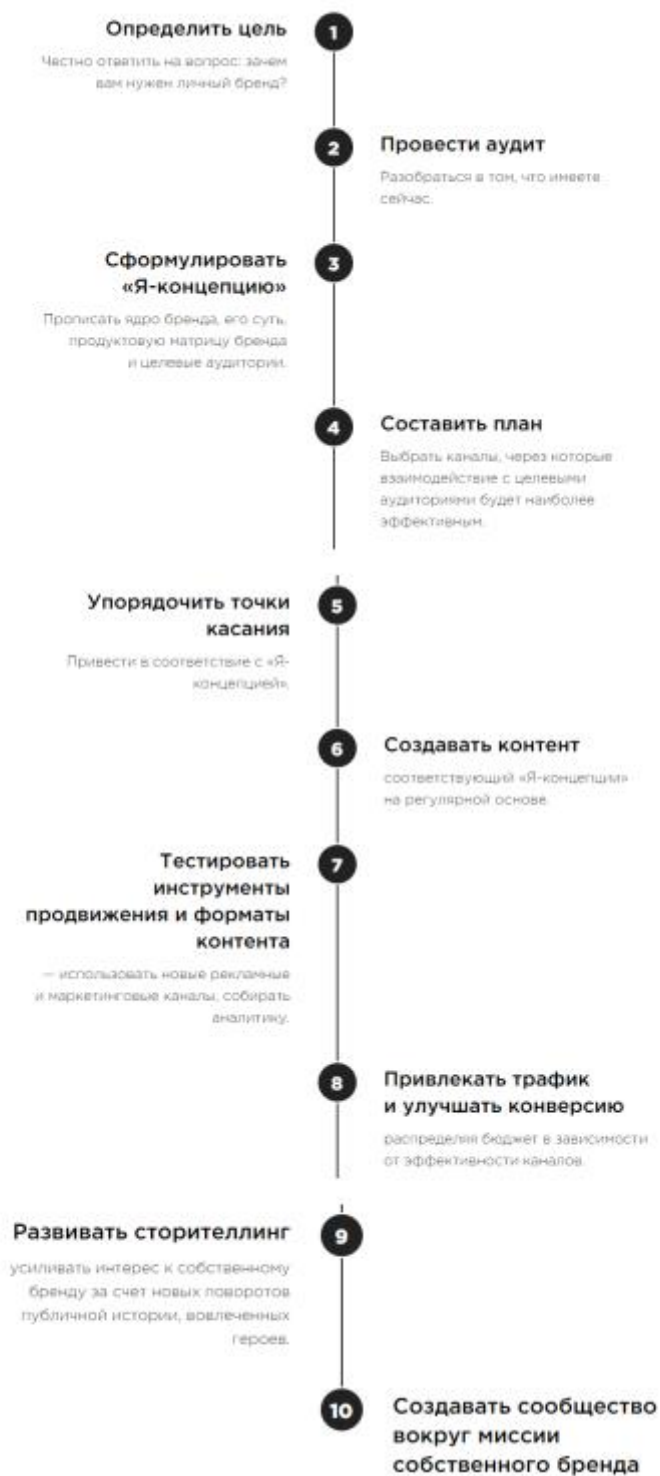 Определить цель
1
Честно ответить на вопрос: зачем
вам нужен личный бренд?
2
Провести аудит
Разобраться в том, что имеете
сейчас.
Сформулировать
3
«Я-концепцию»
Прописать ядро бренда, его суть,
продуктовую матрицу бренда
и целевые аудитории.
4
Составить план
Выбрать каналы, через которые
взаимодействие с целевыми
аудиториями будет наиболее
эффективным.
Упорядочить точки
5
касания
Привести в соответствие с «Я-
концепцией».
6
Создавать контент
соответствующий «Я-концепции»
на регулярной основе.
Тестировать
7
инструменты
продвижения и форматы
контента
— использовать новые рекламные
и маркетинговые каналы, собирать
аналитику.
8
Привлекать трафик
и улучшать конверсию
распределяя бюджет в зависимости
от эффективности каналов.
Развивать сторителлинг
9
усиливать интерес к собственному
бренду за счет новых поворотов
публичной истории, вовлеченных
героев.
10
Создавать сообщество
вокруг миссии
собственного бренда